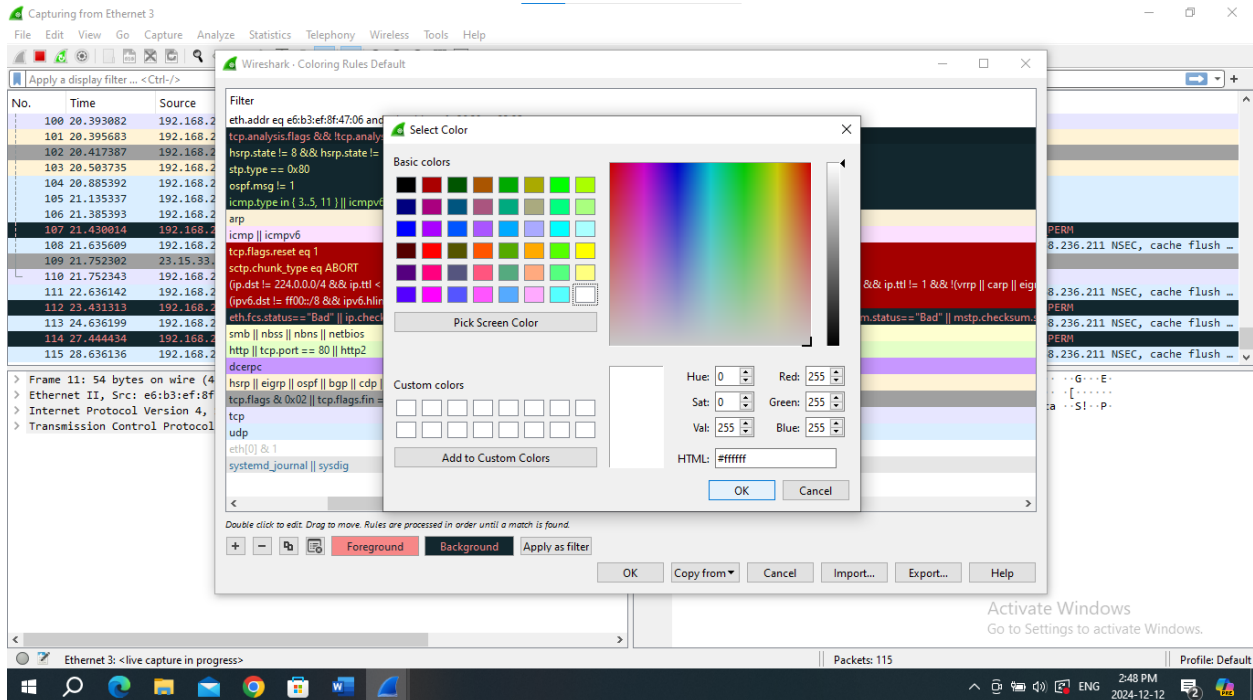 Capturing from Ethernet 3
File Edit View Go Capture Analyze Statistics Telephony Wireless Tools Help
Wireshark · Coloring Rules Default
Apply a display filter ... <Ctrl-/>
No. Time Source
100 20.393082 192.168.2
101 20.395683 192.168.2
102 20.417387 192.168.2
103 20.503735 192.168.2
104 20.885392 192.168.2
105 21.135337 192.168.2
106 21.385393 192.168.2
107 21.430014 192.168.2 PERM
108 21.635609 192.168.2 8.236.211 NSEC, cache flush …
109 21.752302 23.15.33.
110 21.752343 192.168.2
111 22.636142 192.168.2 8.236.211 NSEC, cache flush …
112 23.431313 192.168.2 PERM
113 24.636199 192.168.2 8.236.211 NSEC, cache flush …
114 27.444434 192.168.2 PERM
115 28.636136 192.168.2 8.236.211 NSEC, cache flush …
Frame 11: 54 bytes on wire (4
Ethernet II, Src: e6:b3:ef:8f
Internet Protocol Version 4,
Transmission Control Protocol
··G···E·
·[······
ta ··S!··P·
Filter
eth.addr eq e6:b3:ef:8f:47:06 and
tcp.analysis.flags && !tcp.analys
hsrp.state != 8 && hsrp.state !=
stp.type == 0x80
ospf.msg != 1
icmp.type in { 3..5, 11 } || icmpv6
arp
icmp || icmpv6
tcp.flags.reset eq 1
sctp.chunk_type eq ABORT
(ip.dst != 224.0.0.0/4 && ip.ttl < && ip.ttl != 1 && !(vrrp || carp || eig
(ipv6.dst != ff00::/8 && ipv6.hlin
eth.fcs.status=="Bad" || ip.check m.status=="Bad" || mstp.checksum.s
smb || nbss || nbns || netbios
http || tcp.port == 80 || http2
dcerpc
hsrp || eigrp || ospf || bgp || cdp |
tcp.flags & 0x02 || tcp.flags.fin =
tcp
udp
eth[0] & 1
systemd_journal || sysdig
Double click to edit. Drag to move. Rules are processed in order until a match is found.
Foreground Background Apply as filter
OK Copy from Cancel Import... Export... Help
Select Color
Basic colors
Pick Screen Color
Custom colors
Add to Custom Colors
Hue: 0 Red: 255
Sat: 0 Green: 255
Val: 255 Blue: 255
HTML: #ffffff
OK Cancel
Activate Windows
Go to Settings to activate Windows.
Ethernet 3: <live capture in progress> Packets: 115 Profile: Default
ENG 2:48 PM
2024-12-12
2
PRE